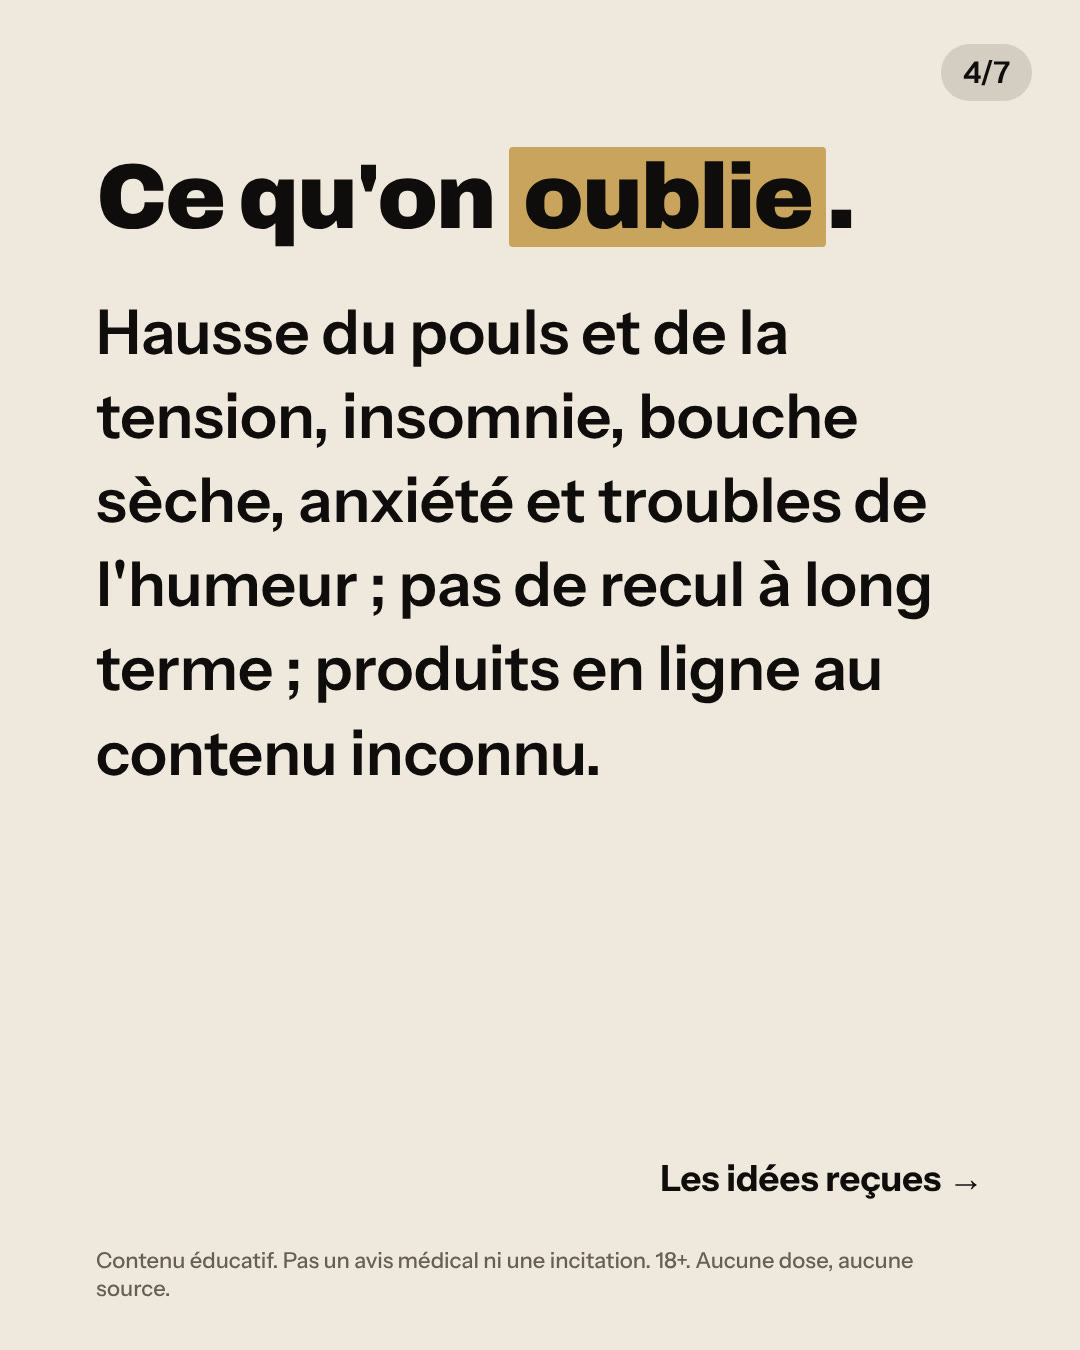 4/7
Ce qu'on oublie.
Hausse du pouls et de la
tension, insomnie, bouche
sèche, anxiété et troubles de
l'humeur ; pas de recul à long
terme ; produits en ligne au
contenu inconnu.
Les idées reçues →
Contenu éducatif. Pas un avis médical ni une incitation. 18+. Aucune dose, aucune
source.